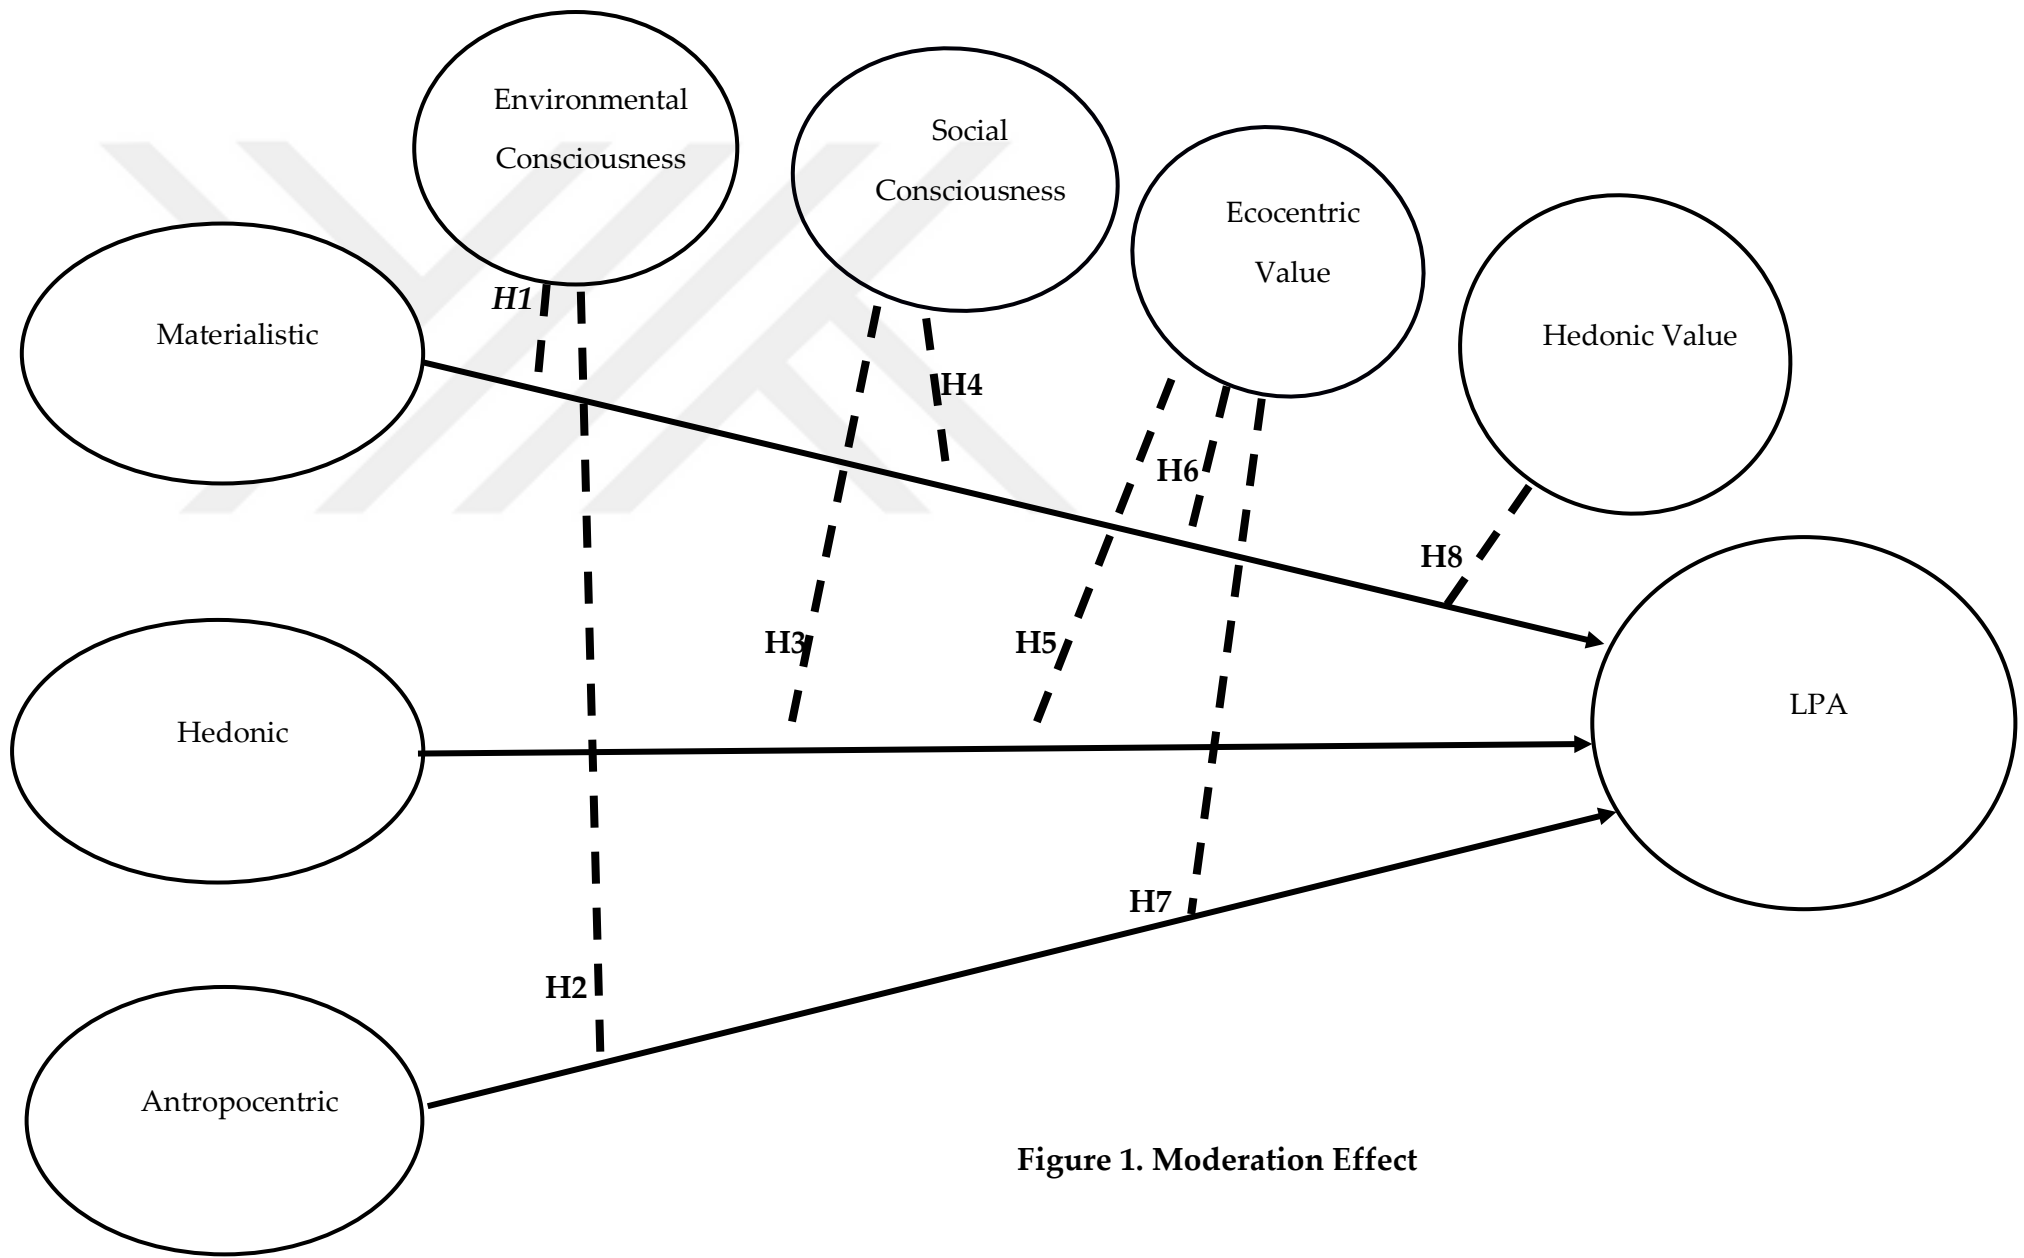 Environmental
Consciousness
Social
Consciousness
Ecocentric
Value
Hedonic Value
Materialistic
H1
H4
H6
H8
H3
H5
LPA
Hedonic
H7
H2
Antropocentric
Figure 1. Moderation Effect